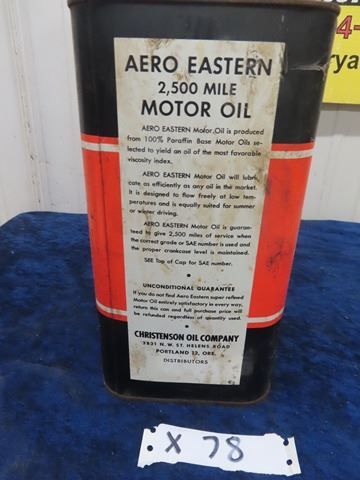 4-
rya
AERO EASTERN
2,500 MILE
MOTOR OIL
AERO EASTERN Motor Oil is produced
from 100% Paraffin Base Motor Oils se-
lected to yield an oil of the most favorable
viscosity index.
AERO EASTERN Motor Oil will lubri-
cate as efficiently as any oil in the market.
It is designed to flow freely at low tem-
peratures and is equally suited for summer
or winter driving.
AERO EASTERN Motor Oil is guaran-
teed to give 2,500 miles of service when
the correct grade or SAE number is used and
the proper crankcase level is maintained.
SEE Top of Cap for SAE number.
UNCONDITIONAL GUARANTEE
If you do not find Aero Eastern super refined
Motor Oil entirely satisfactory in every way,
return this can and full purchase price will
be refunded regardless of quantity used.
CHRISTENSON OIL COMPANY
3821 N.W. ST. HELENS ROAD
PORTLAND 12, ORE.
DISTRIBUTORS
X 78